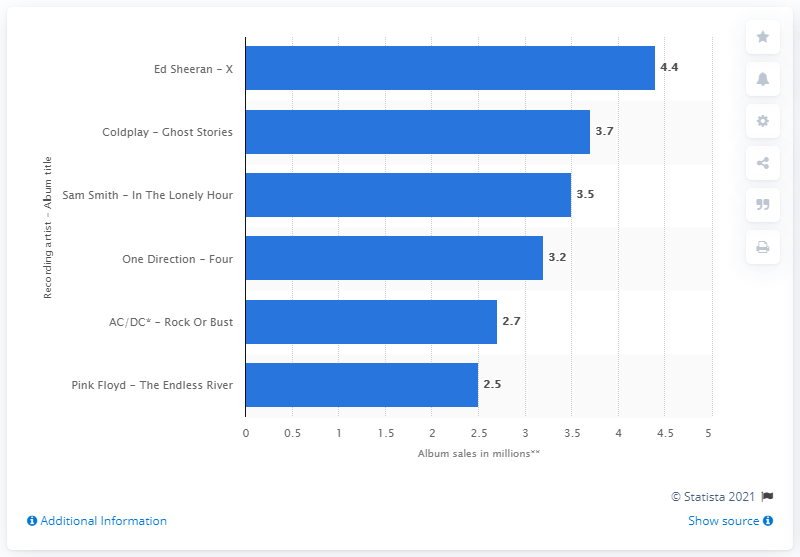 Ed Sheeran – X
4.4
Coldplay – Ghost Stories
3.7
Sam Smith – In The Lonely Hour
3.5
One Direction – Four
3.2
AC/DC* – Rock Or Bust
2.7
Pink Floyd – The Endless River
2.5
Recording artist – Album title
0 0.5 1 1.5 2 2.5 3 3.5 4 4.5 5
Album sales in millions**
© Statista 2021
Additional Information
Show source